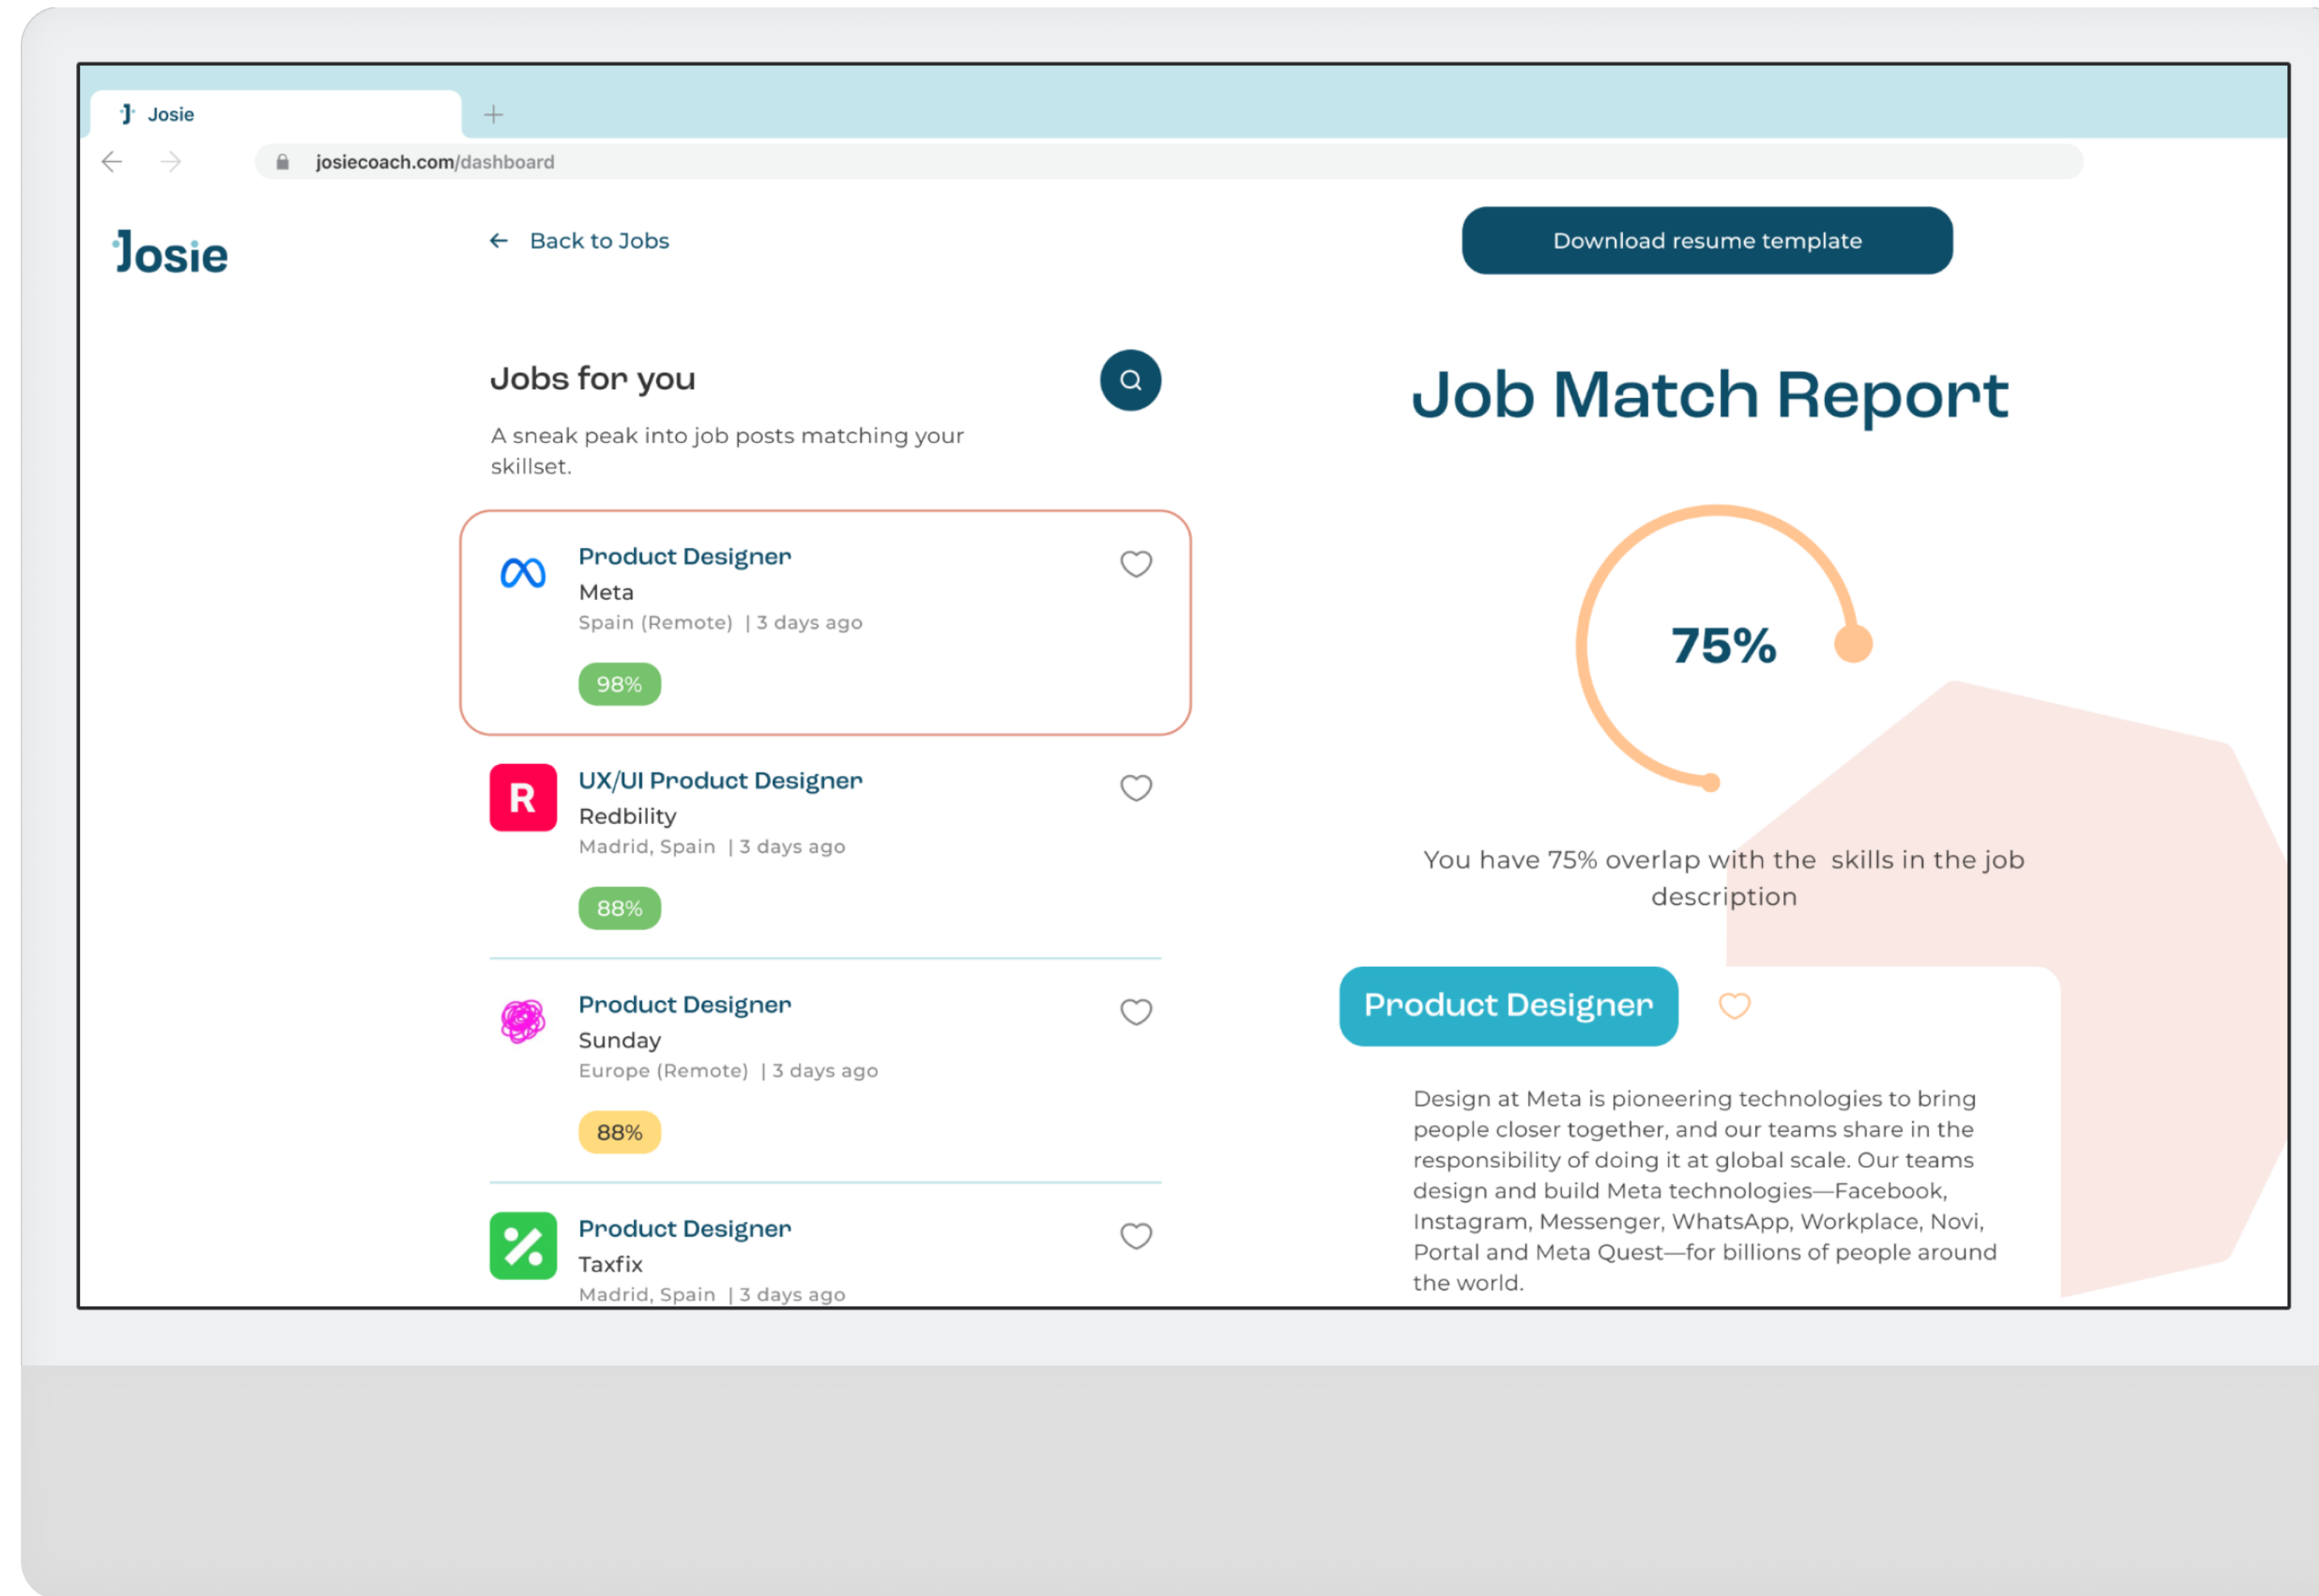 Josie
josiecoach.com/dashboard
Josie
← Back to Jobs
Download resume template
Jobs for you
A sneak peak into job posts matching your
skillset.
Product Designer
Meta
Spain (Remote) | 3 days ago
98%
R
UX/UI Product Designer
Redbility
Madrid, Spain | 3 days ago
88%
Product Designer
Sunday
Europe (Remote) | 3 days ago
88%
Product Designer
Taxfix
Madrid, Spain | 3 days ago
Job Match Report
75%
You have 75% overlap with the skills in the job
description
Product Designer
Design at Meta is pioneering technologies to bring
people closer together, and our teams share in the
responsibility of doing it at global scale. Our teams
design and build Meta technologies—Facebook,
Instagram, Messenger, WhatsApp, Workplace, Novi,
Portal and Meta Quest—for billions of people around
the world.